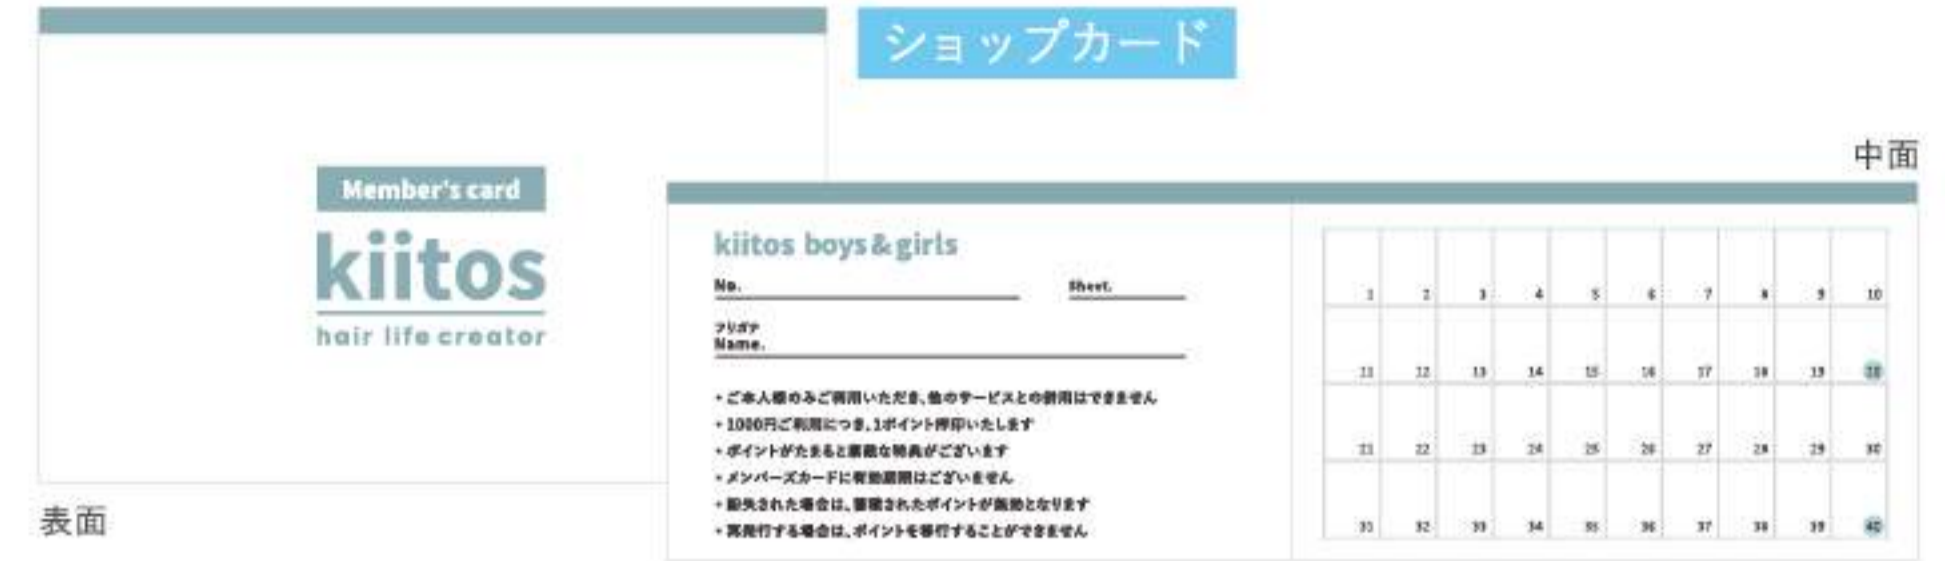 ショップカード
Member's card
kiitos
hair life creator
表面
中面
kiitos boys&girls
No. Sheet.
フリガナ
Name.
・ご本人様のみご利用いただき、他のサービスとの併用はできません
・1000円ご利用につき、1ポイント押印いたします
・ポイントがたまると素敵な特典がございます
・メンバーズカードに有効期限はございません
・紛失された場合は、蓄積されたポイントが無効となります
・再発行する場合は、ポイントを移行することができません
1 2 3 4 5 6 7 8 9 10
11 12 13 14 15 16 17 18 19 20
21 22 23 24 25 26 27 28 29 30
31 32 33 34 35 36 37 38 39 40